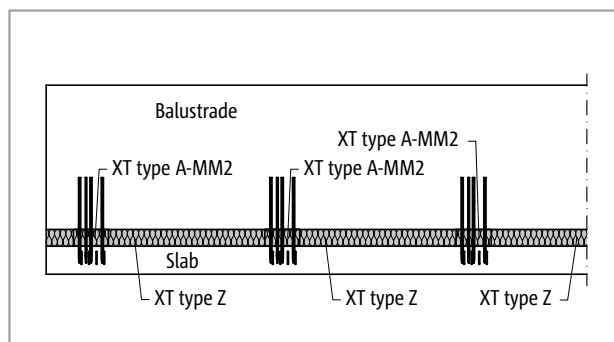 Balustrade
XT type A-MM2
XT type A-MM2
XT type A-MM2
Slab
XT type Z
XT type Z
XT type Z